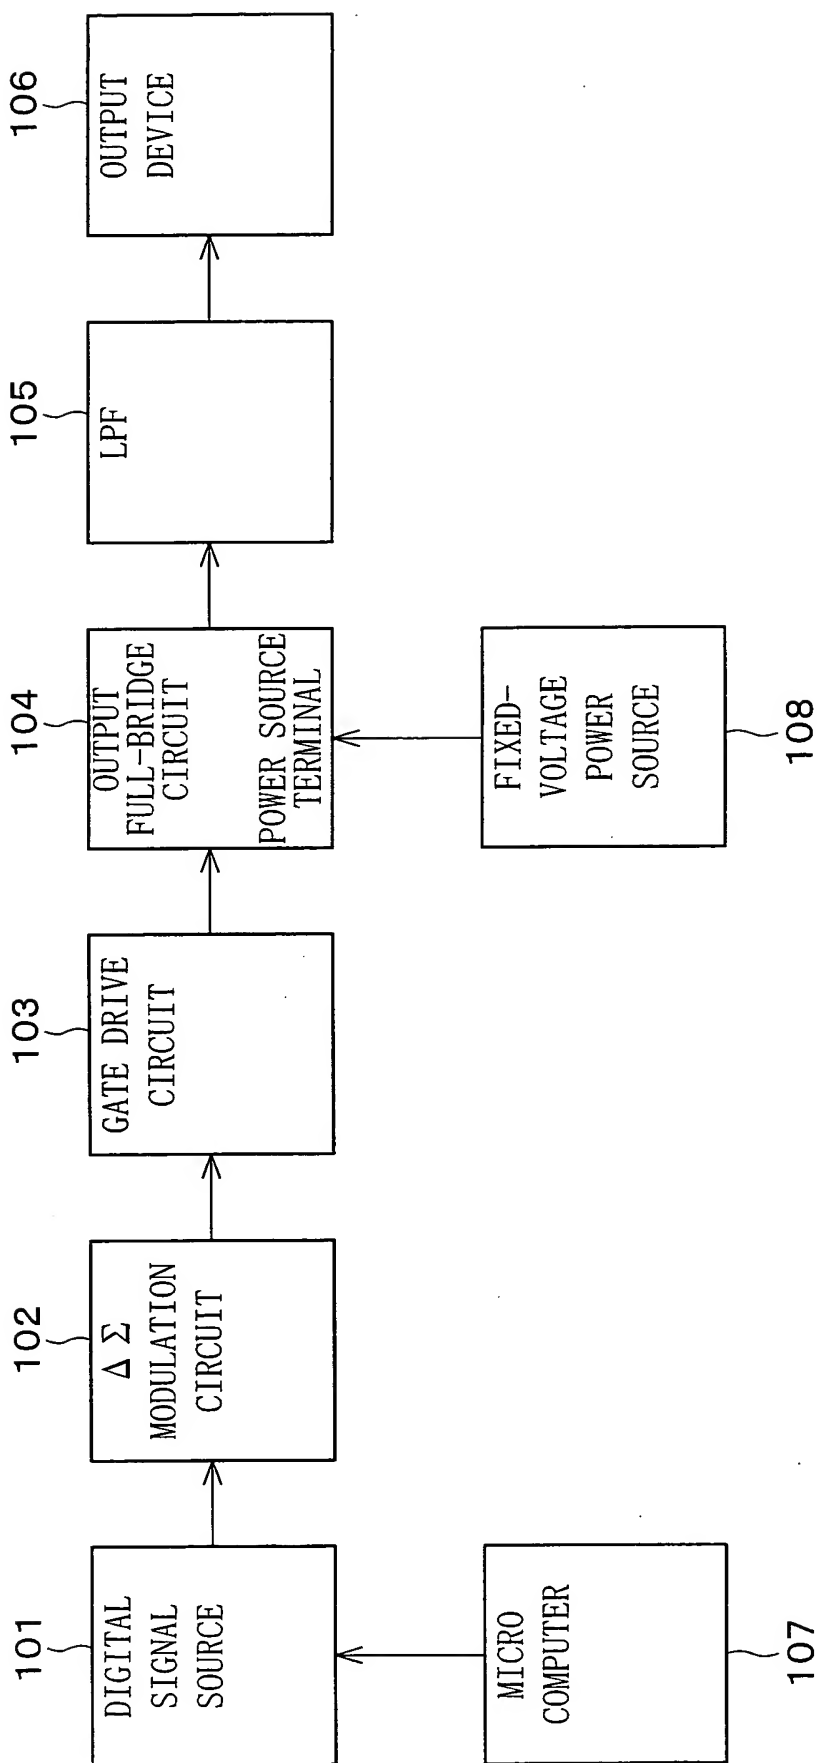 101
DIGITAL
SIGNAL
SOURCE
102
Δ Σ
MODULATION
CIRCUIT
103
GATE DRIVE
CIRCUIT
104
OUTPUT
FULL-BRIDGE
CIRCUIT
POWER SOURCE
TERMINAL
105
LPF
106
OUTPUT
DEVICE
MICRO
COMPUTER
107
FIXED-
VOLTAGE
POWER
SOURCE
108